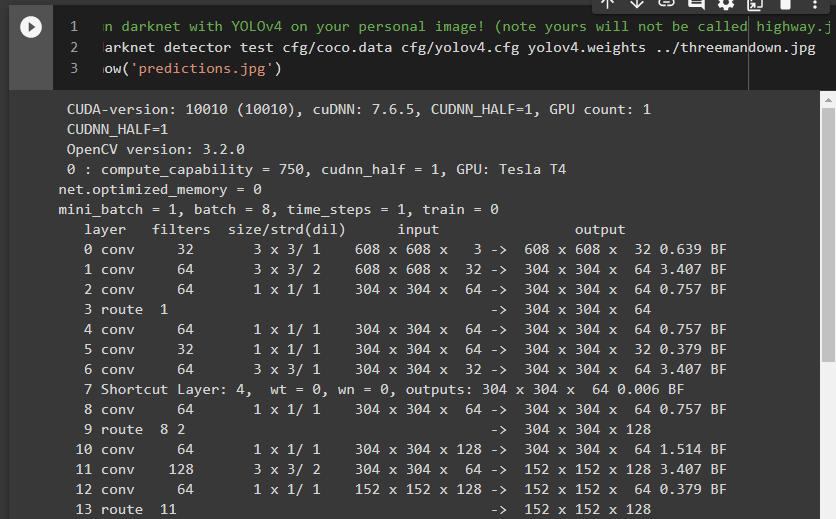 1 un darknet with YOLOv4 on your personal image! (note yours will not be called highway.j
2 darknet detector test cfg/coco.data cfg/yolov4.cfg yolov4.weights ../threemandown.jpg
3 how('predictions.jpg')
CUDA-version: 10010 (10010), cuDNN: 7.6.5, CUDNN_HALF=1, GPU count: 1
CUDNN_HALF=1
OpenCV version: 3.2.0
0 : compute_capability = 750, cudnn_half = 1, GPU: Tesla T4
net.optimized_memory = 0
mini_batch = 1, batch = 8, time_steps = 1, train = 0
layer filters size/strd(dil) input output
0 conv 32 3 x 3/ 1 608 x 608 x 3 -> 608 x 608 x 32 0.639 BF
1 conv 64 3 x 3/ 2 608 x 608 x 32 -> 304 x 304 x 64 3.407 BF
2 conv 64 1 x 1/ 1 304 x 304 x 64 -> 304 x 304 x 64 0.757 BF
3 route 1 -> 304 x 304 x 64
4 conv 64 1 x 1/ 1 304 x 304 x 64 -> 304 x 304 x 64 0.757 BF
5 conv 32 1 x 1/ 1 304 x 304 x 64 -> 304 x 304 x 32 0.379 BF
6 conv 64 3 x 3/ 1 304 x 304 x 32 -> 304 x 304 x 64 3.407 BF
7 Shortcut Layer: 4, wt = 0, wn = 0, outputs: 304 x 304 x 64 0.006 BF
8 conv 64 1 x 1/ 1 304 x 304 x 64 -> 304 x 304 x 64 0.757 BF
9 route 8 2 -> 304 x 304 x 128
10 conv 64 1 x 1/ 1 304 x 304 x 128 -> 304 x 304 x 64 1.514 BF
11 conv 128 3 x 3/ 2 304 x 304 x 64 -> 152 x 152 x 128 3.407 BF
12 conv 64 1 x 1/ 1 152 x 152 x 128 -> 152 x 152 x 64 0.379 BF
13 route 11 -> 152 x 152 x 128